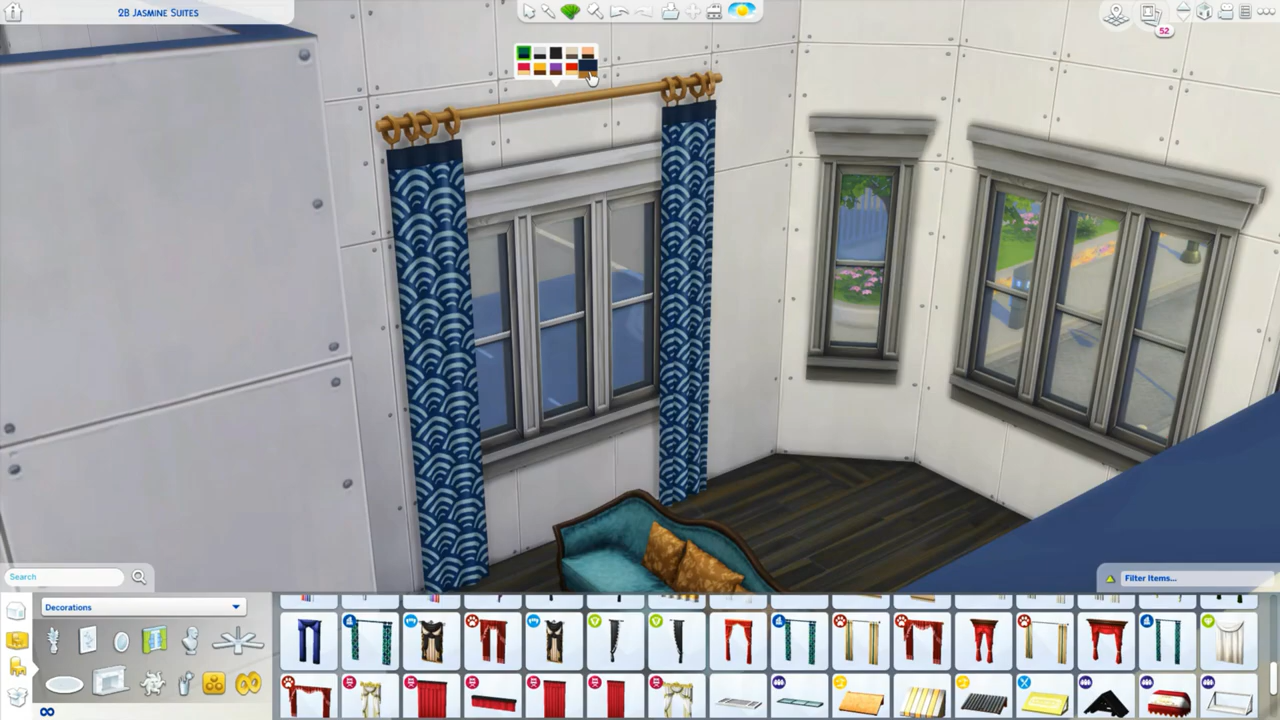 2B JASMINE SUITES
52
Search
Filter Items...
Decorations